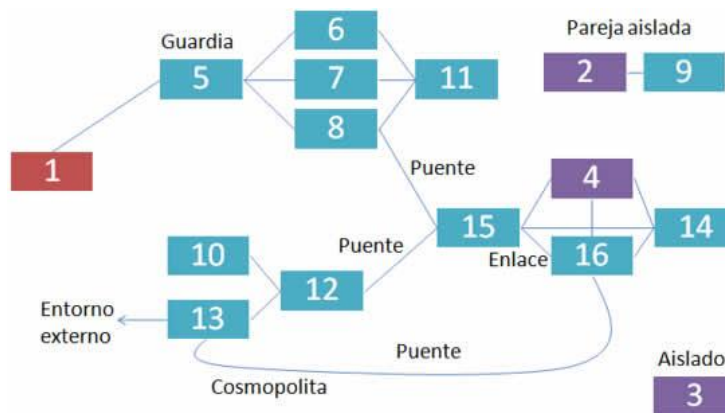 6
Guardia
Pareja aislada
5
7
11
2
9
8
1
Puente
4
15
14
Puente
10
Enlace
16
12
Entorno
externo
13
Puente
Cosmopolita
Aislado
3